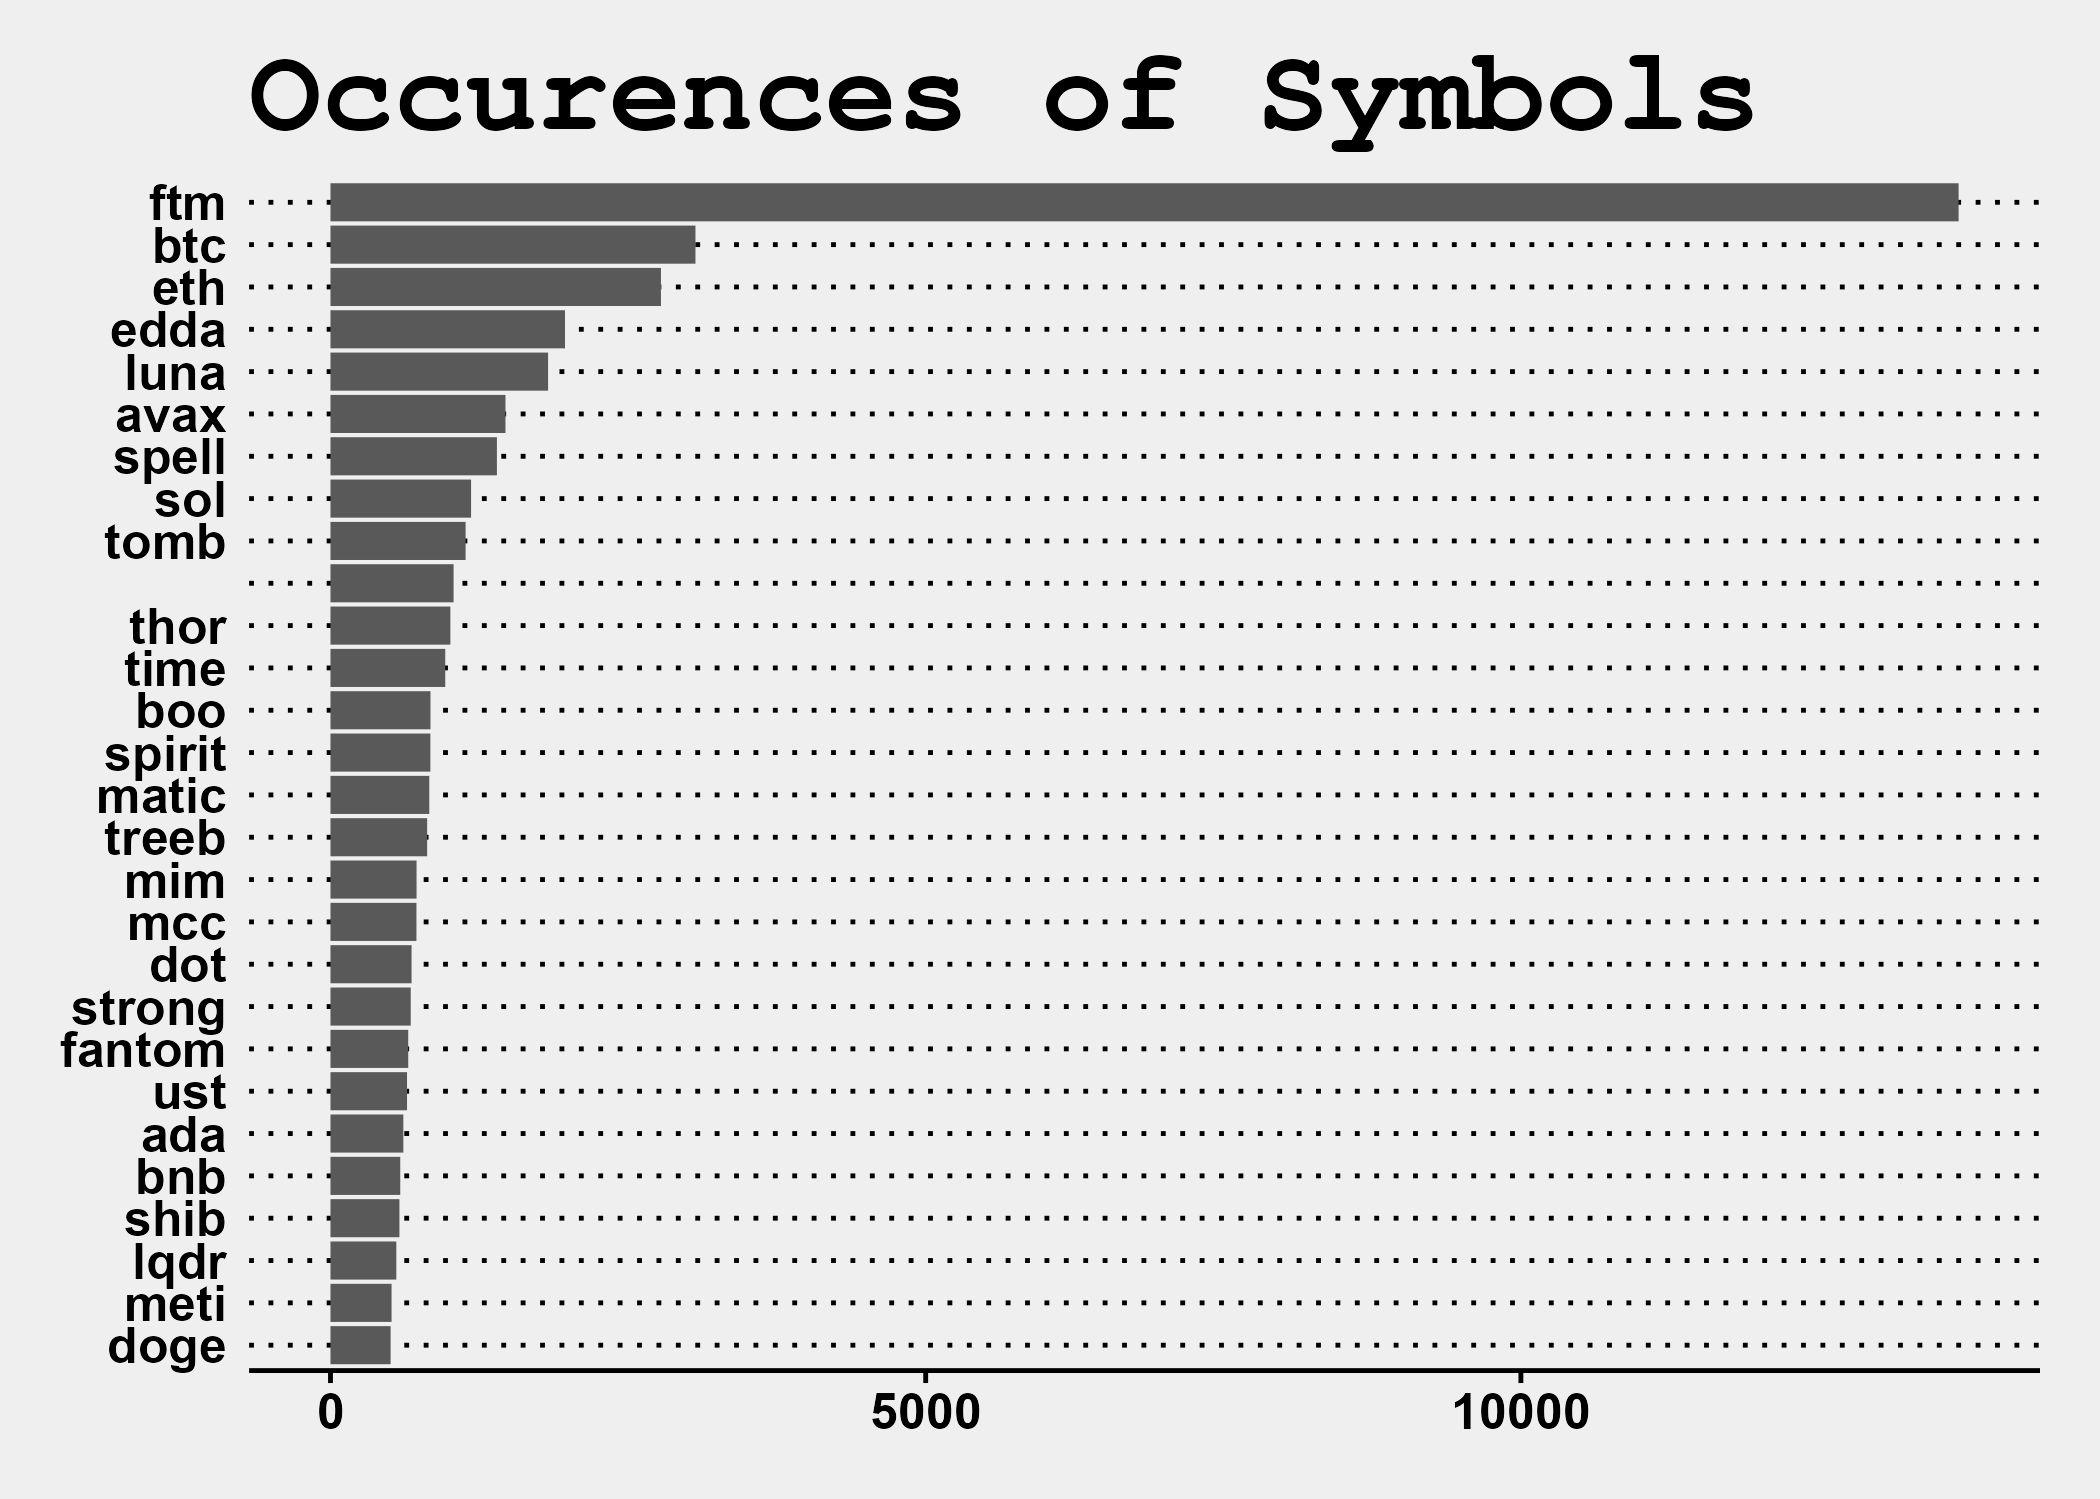 Occurences of Symbols
ftm
btc
eth
edda
luna
avax
spell
sol
tomb
thor
time
boo
spirit
matic
treeb
mim
mcc
dot
strong
fantom
ust
ada
bnb
shib
lqdr
meti
doge
0 5000 10000